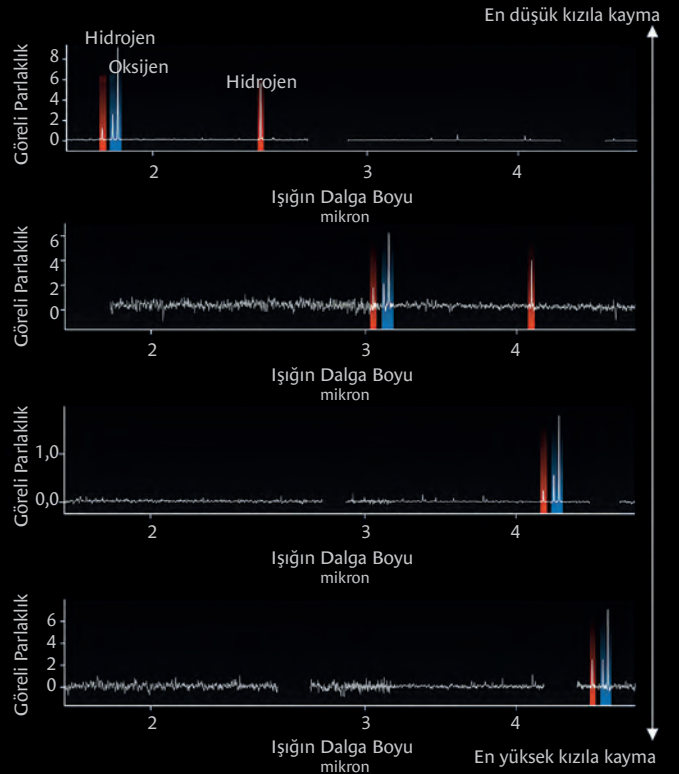 En düşük kızıla kayma
Göreli Parlaklık
8
6
4
2
0
Hidrojen
Oksijen
Hidrojen
2 3 4
Işığın Dalga Boyu
mikron
Göreli Parlaklık
6
4
2
0
2 3 4
Işığın Dalga Boyu
mikron
Göreli Parlaklık
1,0
0,0
2 3 4
Işığın Dalga Boyu
mikron
Göreli Parlaklık
6
4
2
0
2 3 4
Işığın Dalga Boyu
mikron
En yüksek kızıla kayma